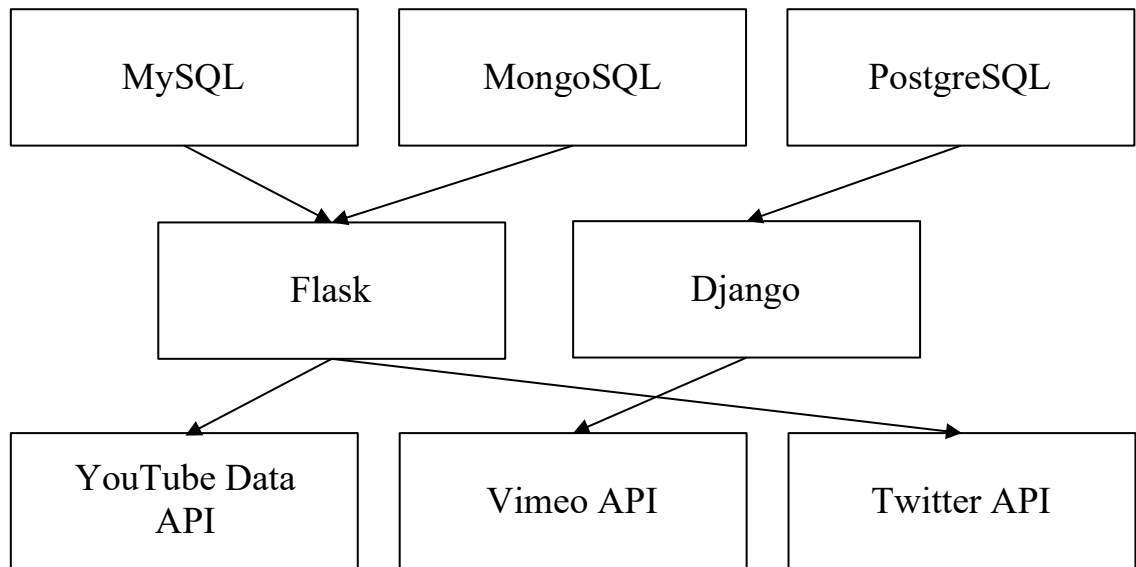 MySQL
MongoSQL
PostgreSQL
Flask
Django
YouTube Data
API
Vimeo API
Twitter API